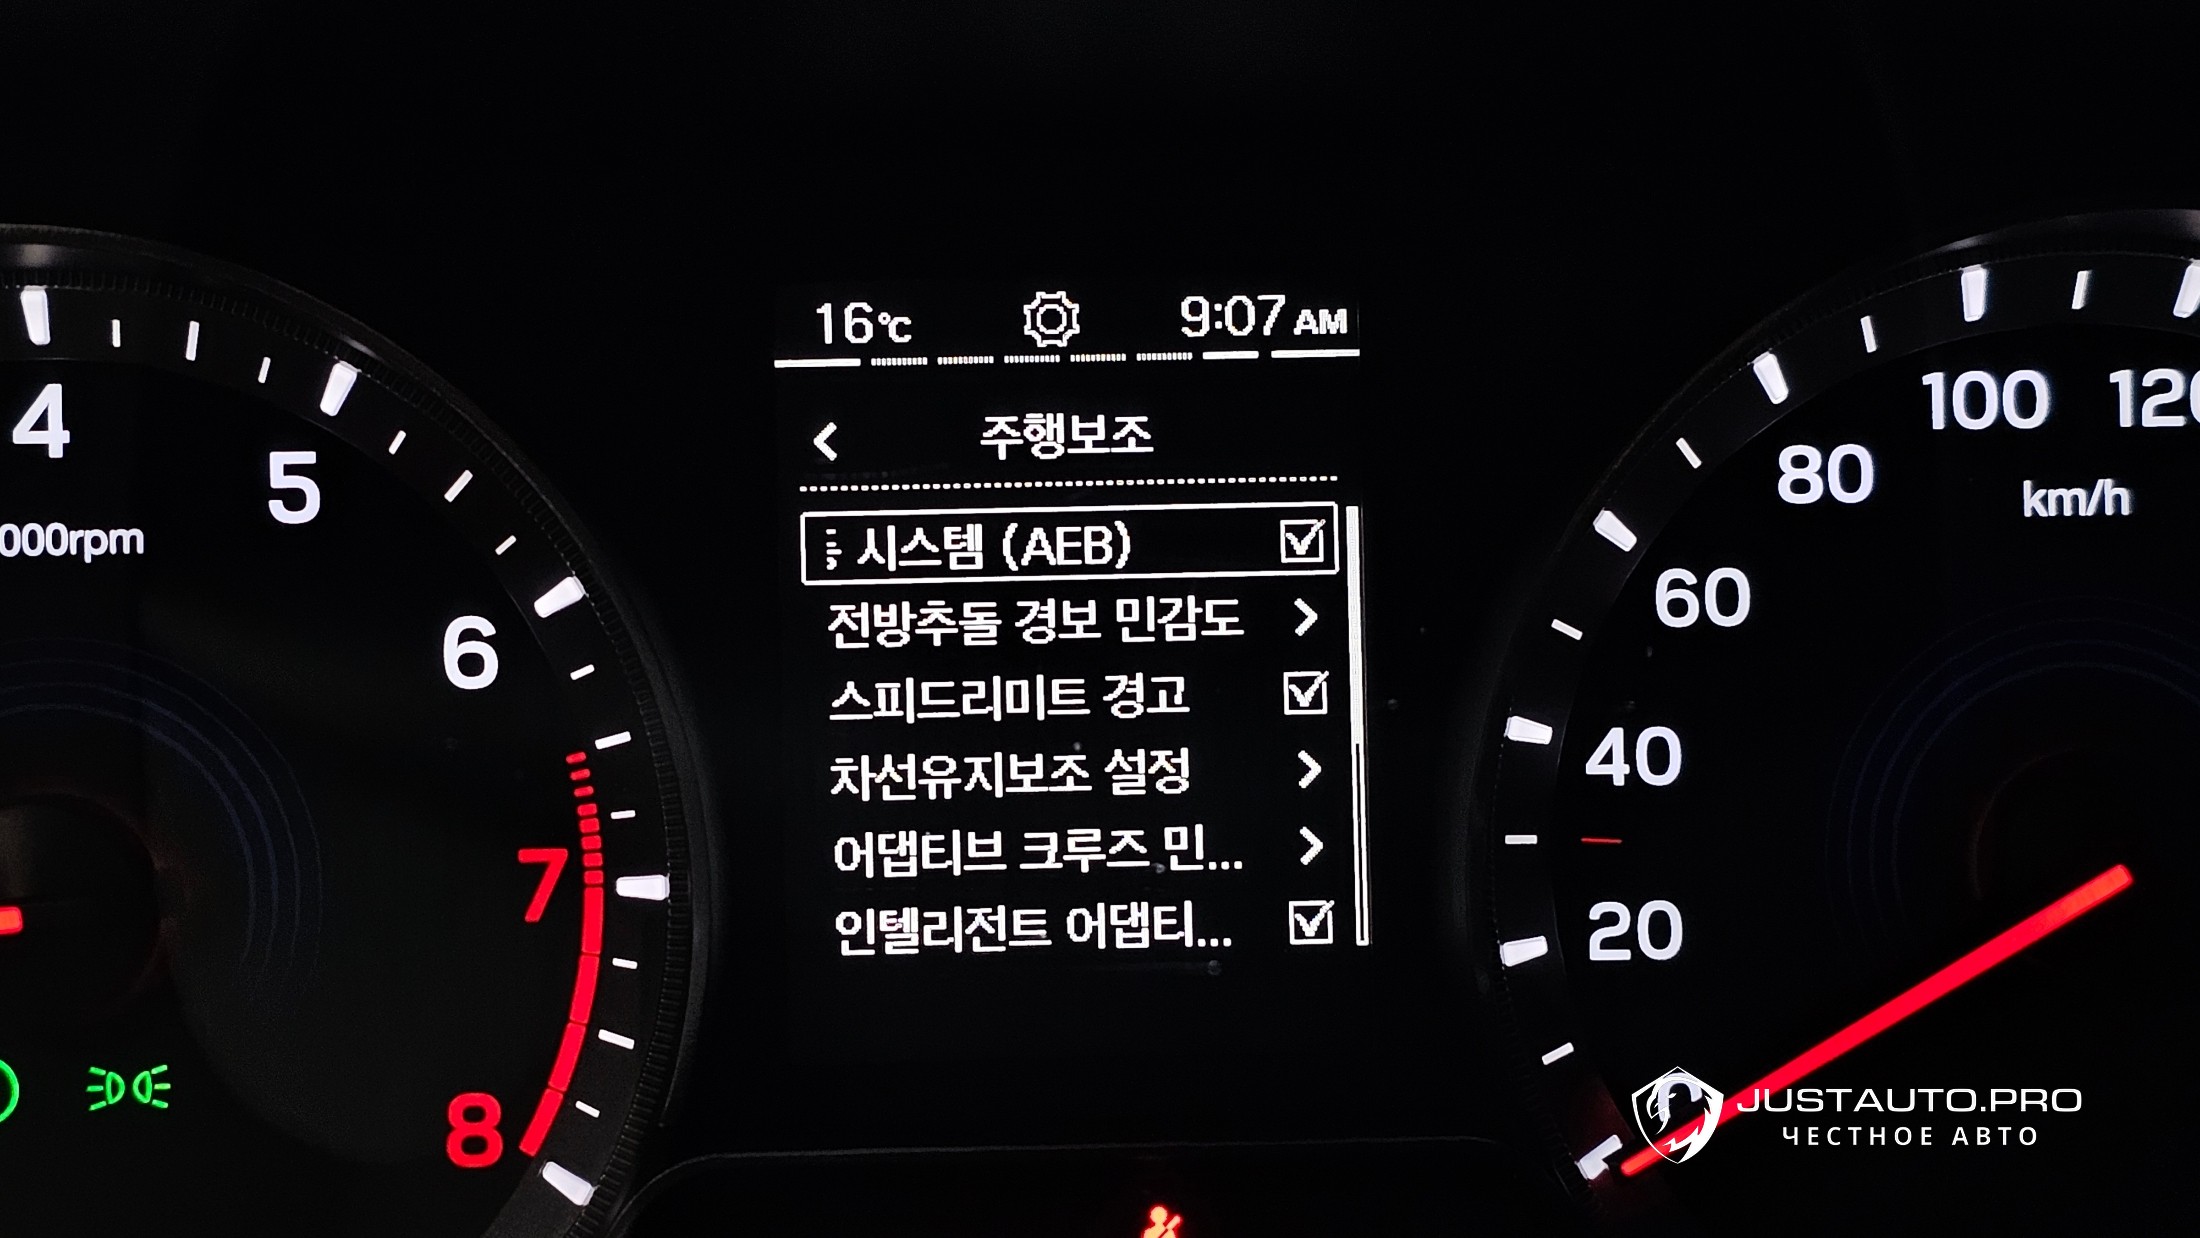 16℃
9:07 AM
주행보조
시스템 (AEB)
전방추돌 경보 민감도
스피드리미트 경고
차선유지보조 설정
어댑티브 크루즈 민...
인텔리전트 어댑티...
4
5
000rpm
6
7
8
100
120
80
km/h
60
40
20
JUSTAUTO.PRO
ЧЕСТНОЕ АВТО